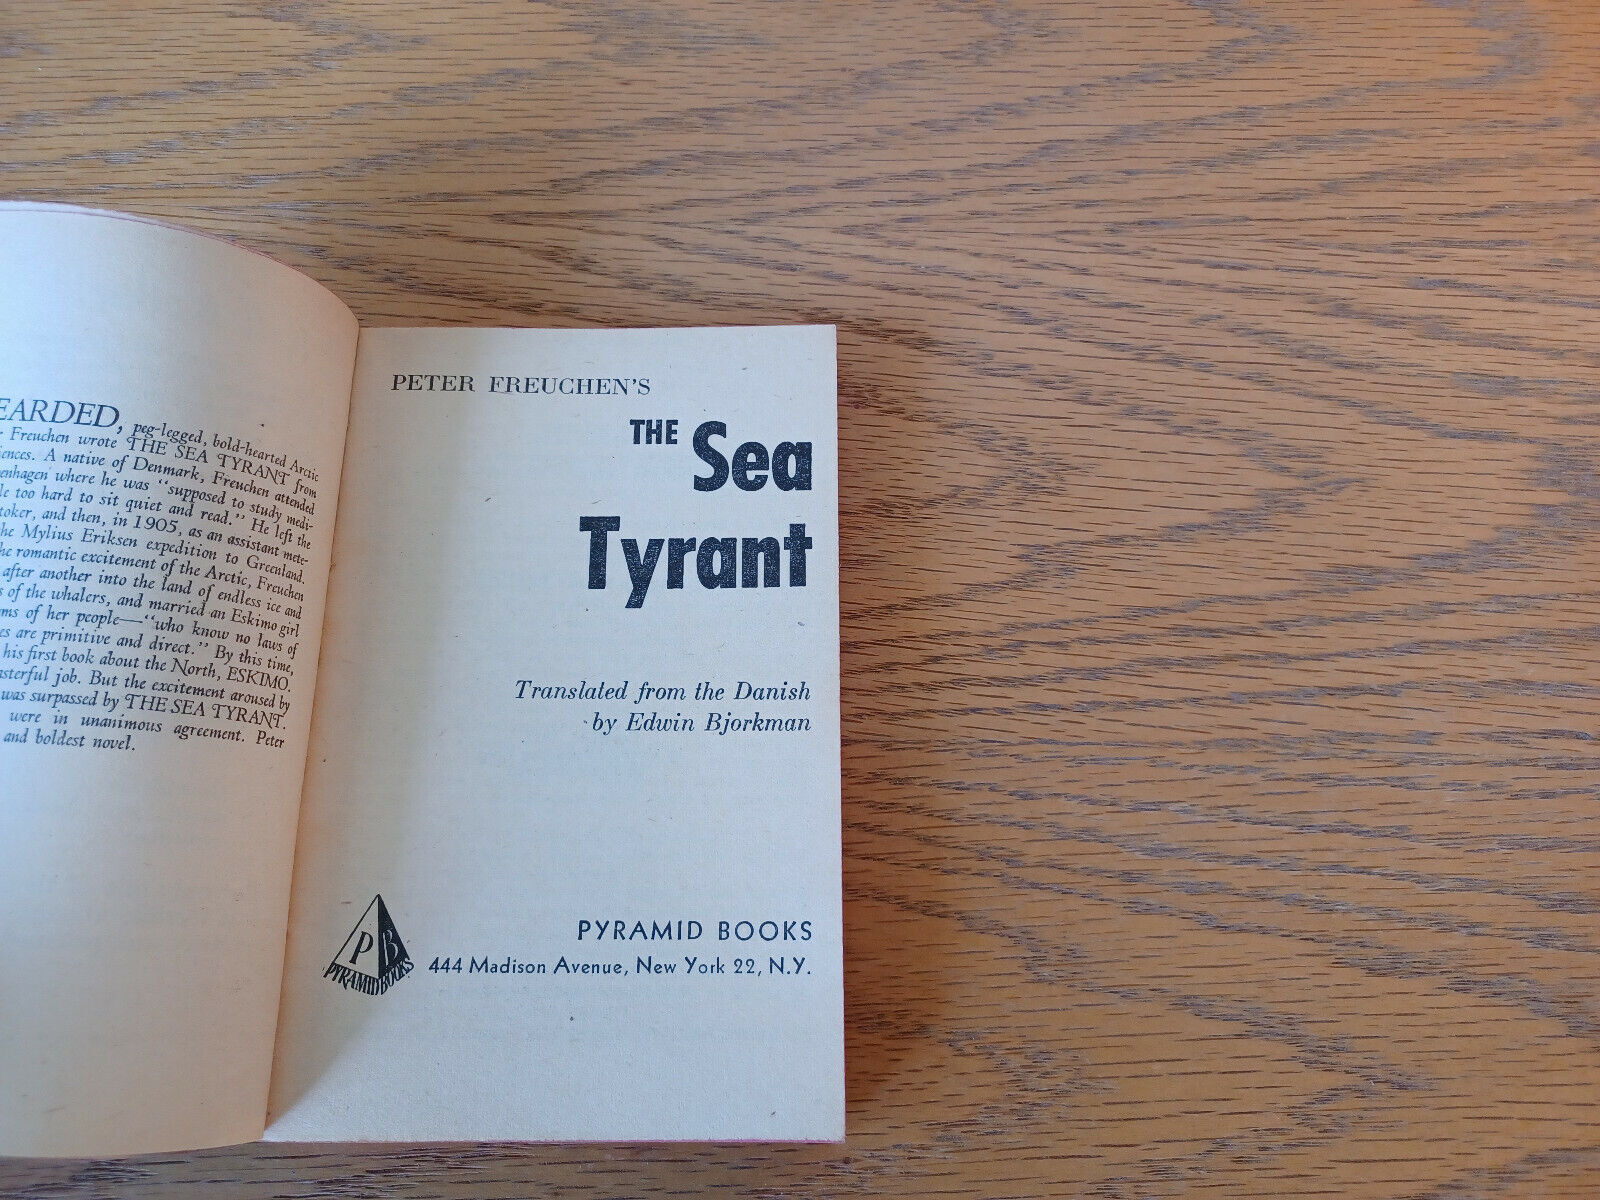 EARDED, peg-legged, bold-hearted Arctic
r Freuchen wrote THE SEA TYRANT from
iences. A native of Denmark, Freuchen attended
enhagen where he was "supposed to study medi-
le too hard to sit quiet and read." He left the
toker, and then, in 1905, as an assistant mete-
he Mylius Eriksen expedition to Greenland.
he romantic excitement of the Arctic, Freuchen
after another into the land of endless ice and
s of the whalers, and married an Eskimo girl
ms of her people—"who know no laws of
es are primitive and direct." By this time,
his first book about the North, ESKIMO.
sterful job. But the excitement aroused by
was surpassed by THE SEA TYRANT.
were in unanimous agreement. Peter
and boldest novel.
PETER FREUCHEN'S
THE Sea
Tyrant
Translated from the Danish
by Edwin Bjorkman
P B
PYRAMID BOOKS
PYRAMID BOOKS
444 Madison Avenue, New York 22, N.Y.